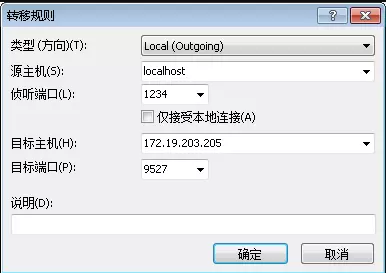 转移规则
类型(方向)(T):
Local (Outgoing)
源主机(S):
localhost
侦听端口(L):
1234
仅接受本地连接(A)
目标主机(H):
172.19.203.205
目标端口(P):
9527
说明(D):
确定
取消